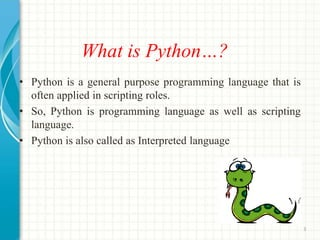 What is Python…?
• Python is a general purpose programming language that is
often applied in scripting roles.
• So, Python is programming language as well as scripting
language.
• Python is also called as Interpreted language